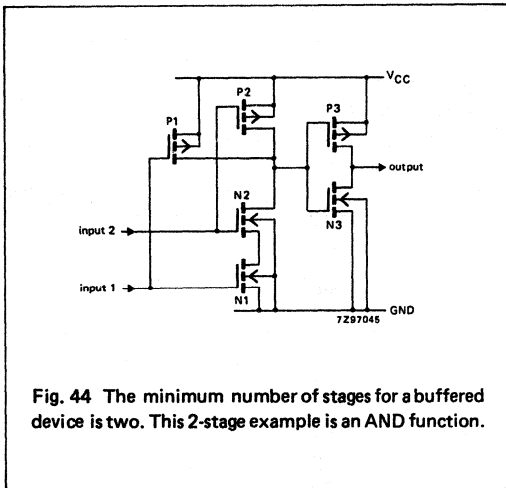 VCC
P2
P1
P3
output
N2
N3
input 2
N1
input 1
GND
7Z97045
Fig. 44 The minimum number of stages for a buffered
device is two. This 2-stage example is an AND function.